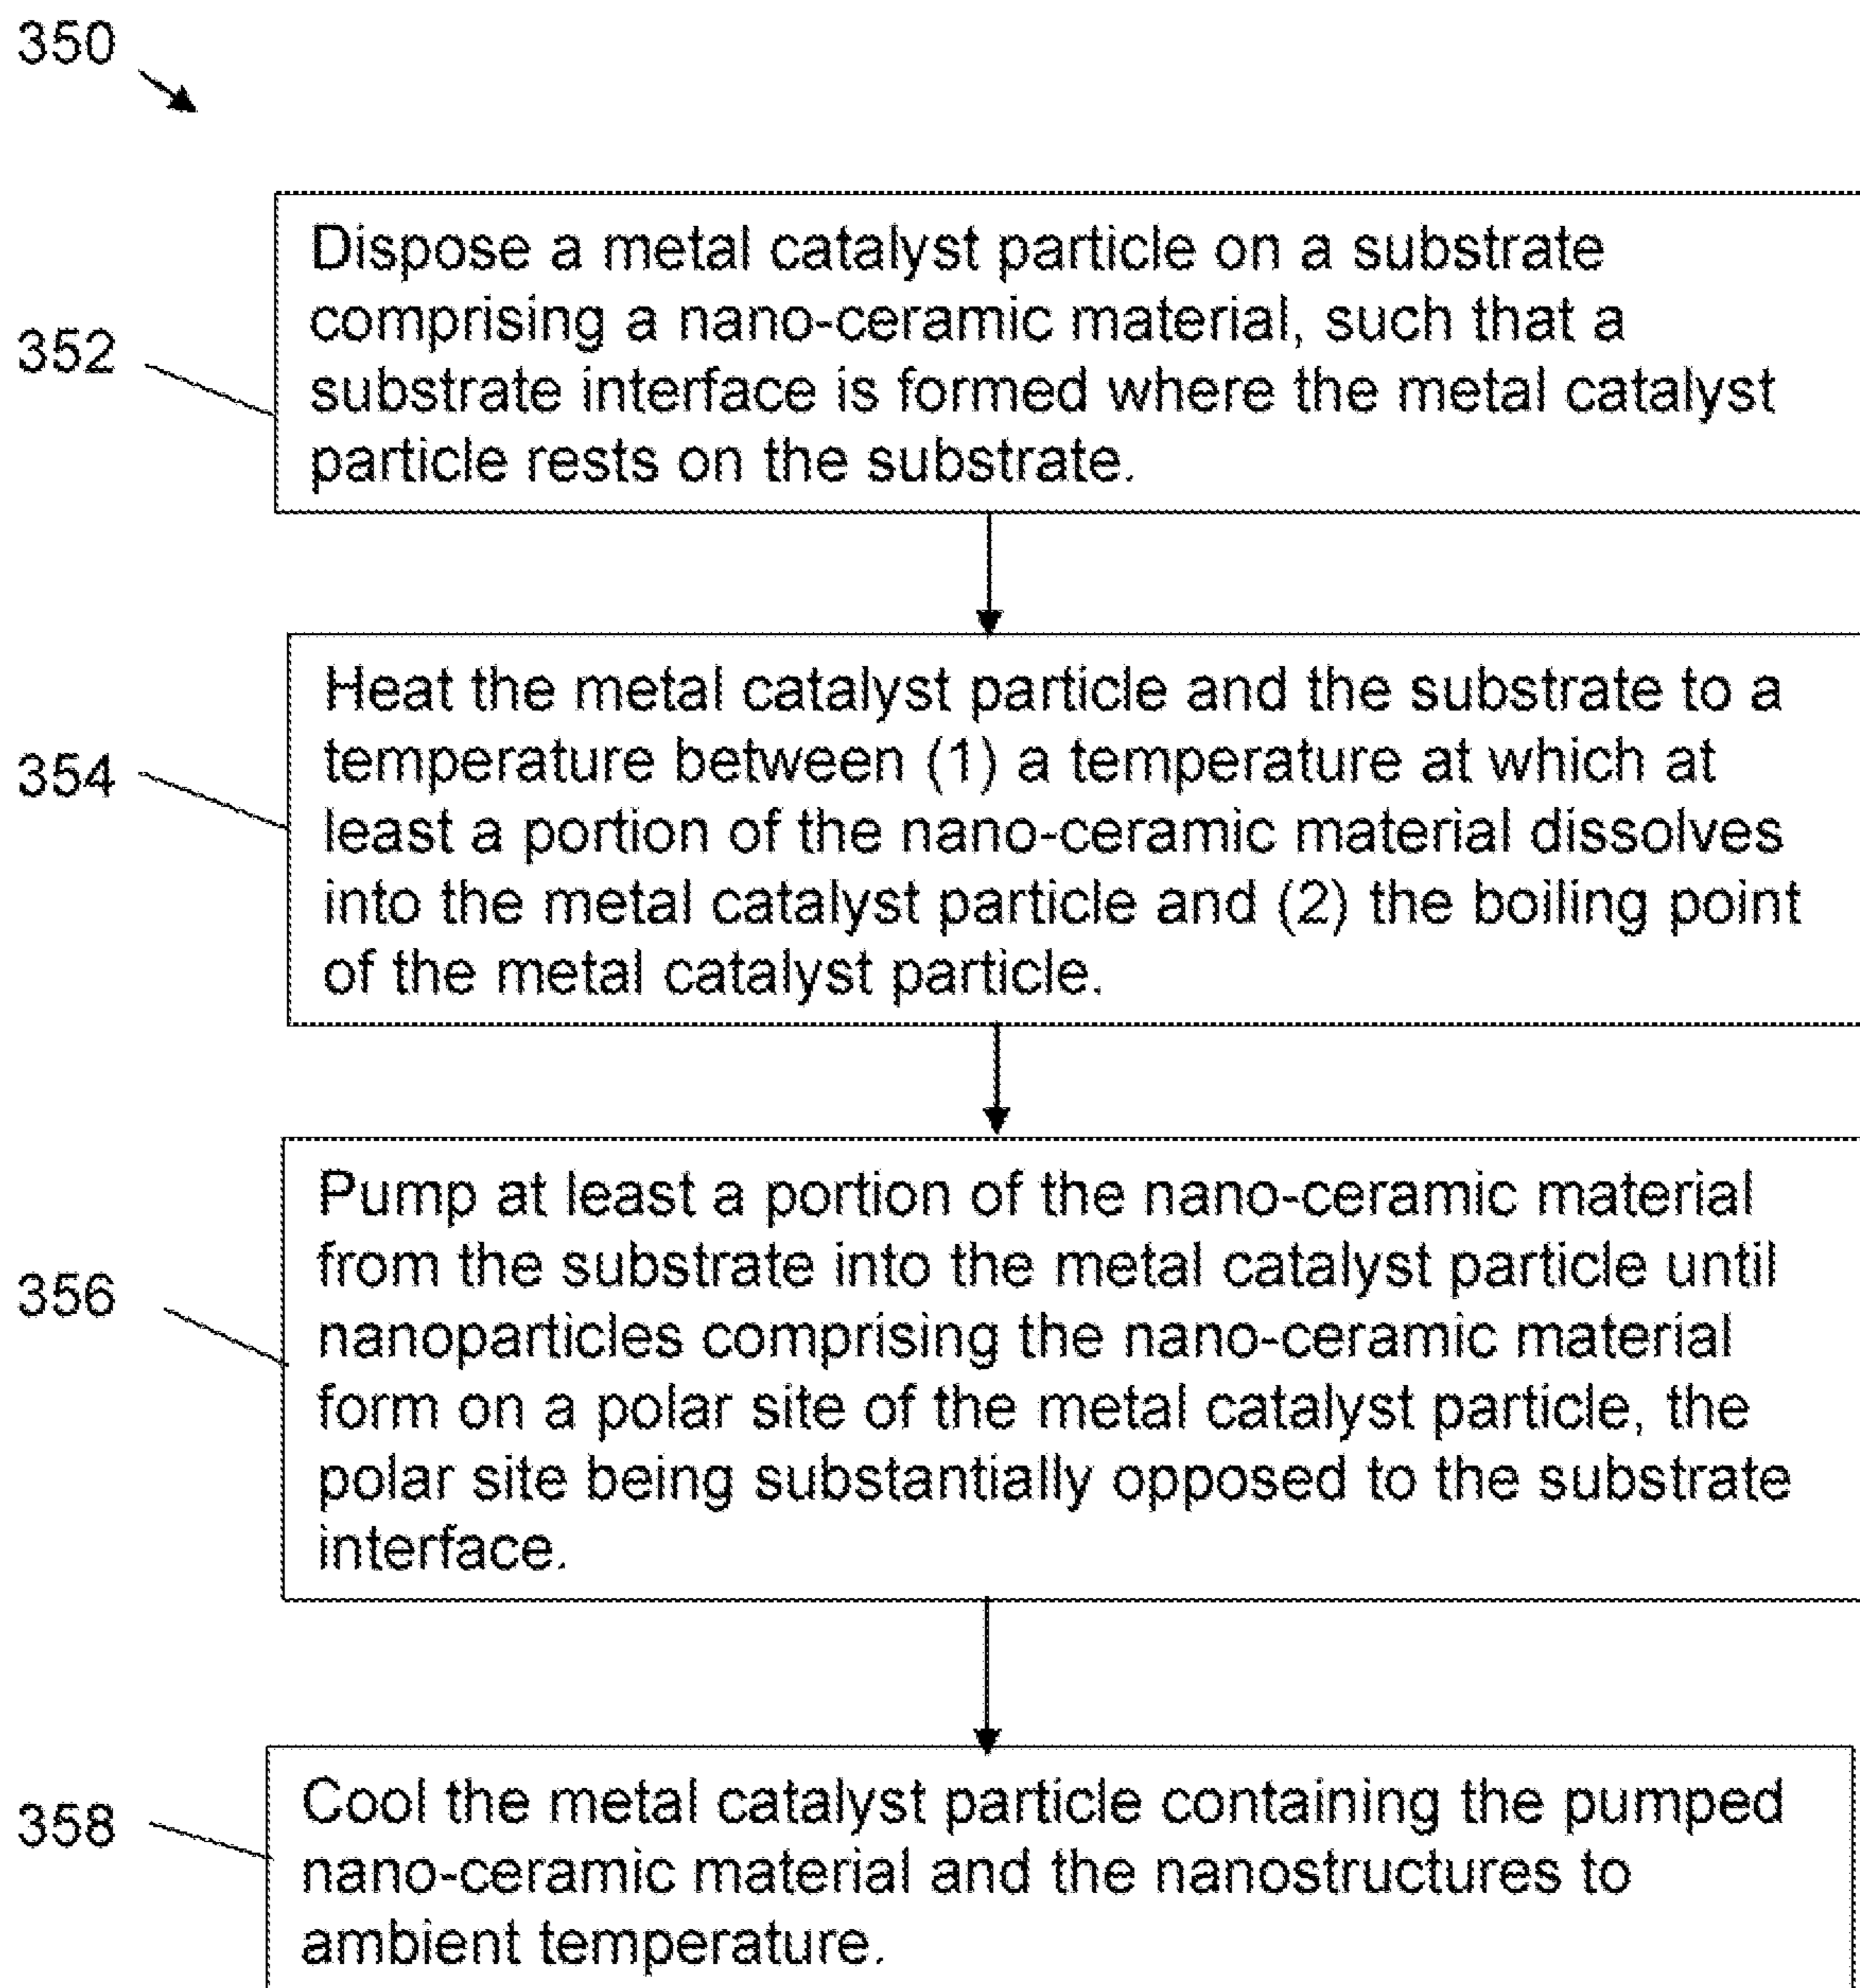 350
Dispose a metal catalyst particle on a substrate
comprising a nano-ceramic material, such that a
352
substrate interface is formed where the metal catalyst
particle rests on the substrate.
Heat the metal catalyst particle and the substrate to a
temperature between (1) a temperature at which at
354
least a portion of the nano-ceramic material dissolves
into the metal catalyst particle and (2) the boiling point
of the metal catalyst particle.
Pump at least a portion of the nano-ceramic material
from the substrate into the metal catalyst particle until
356
nanoparticles comprising the nano-ceramic material
form on a polar site of the metal catalyst particle, the
polar site being substantially opposed to the substrate
interface.
Cool the metal catalyst particle containing the pumped
358
nano-ceramic material and the nanostructures to
ambient temperature.